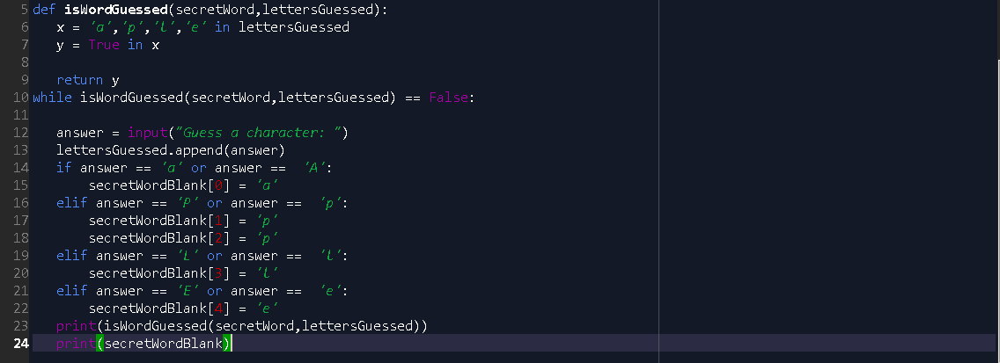 5 def isWordGuessed(secretWord,lettersGuessed):
6 x = 'a','p','l','e' in lettersGuessed
7 y = True in x
8
9 return y
10 while isWordGuessed(secretWord,lettersGuessed) == False:
11
12 answer = input("Guess a character: ")
13 lettersGuessed.append(answer)
14 if answer == 'a' or answer == 'A':
15 secretWordBlank[0] = 'a'
16 elif answer == 'P' or answer == 'p':
17 secretWordBlank[1] = 'p'
18 secretWordBlank[2] = 'p'
19 elif answer == 'L' or answer == 'l':
20 secretWordBlank[3] = 'l'
21 elif answer == 'E' or answer == 'e':
22 secretWordBlank[4] = 'e'
23 print(isWordGuessed(secretWord,lettersGuessed))
24 print(secretWordBlank)